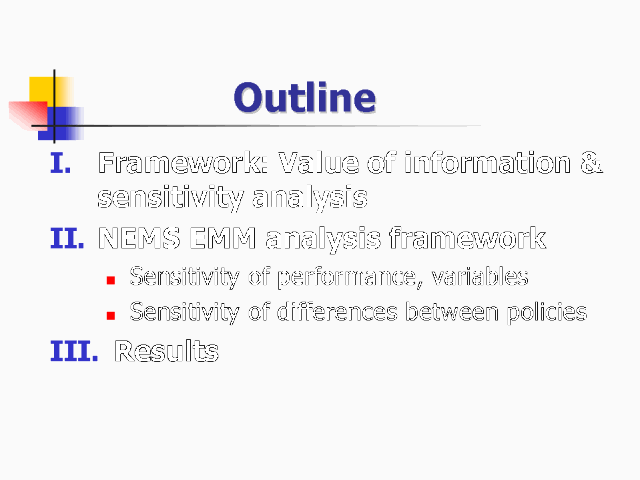 Outline
I. Framework: Value of information &
sensitivity analysis
II. NEMS EMM analysis framework
Sensitivity of performance, variables
Sensitivity of differences between policies
III. Results